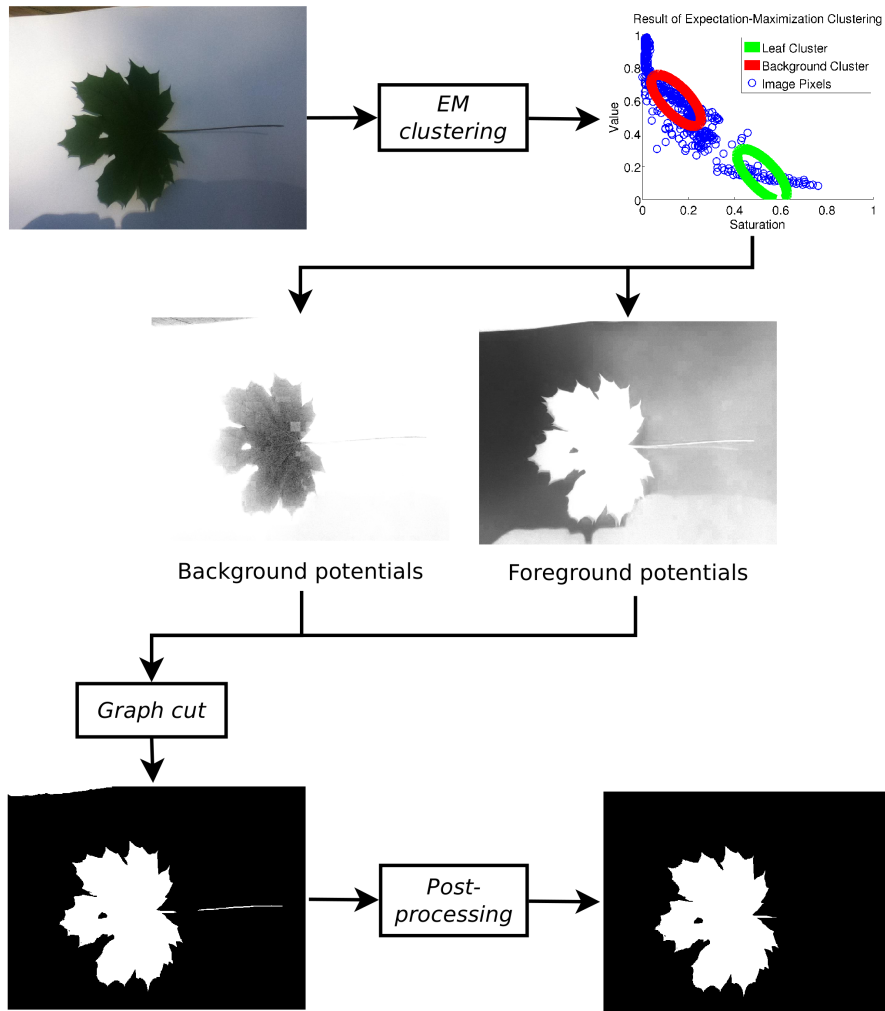 EM
clustering
Result of Expectation-Maximization Clustering
1
0.8
0.6
0.4
0.2
0
Value
Leaf Cluster
Background Cluster
Image Pixels
0 0.2 0.4 0.6 0.8 1
Saturation
Background potentials
Foreground potentials
Graph cut
Post-
processing